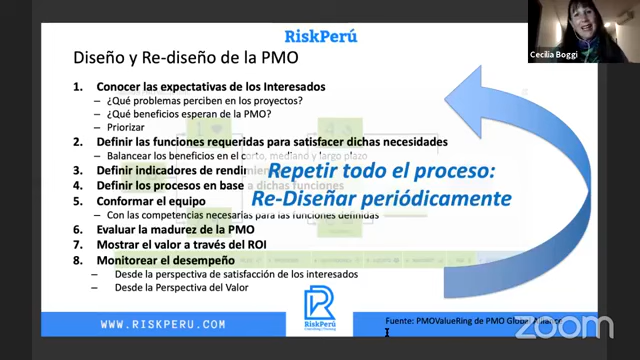 RiskPerú
Cecilia Boggi
Diseño y Re-diseño de la PMO
1. Conocer las expectativas de los Interesados
– ¿Qué problemas perciben en los proyectos?
– ¿Qué beneficios esperan de la PMO?
– Priorizar
2. Definir las funciones requeridas para satisfacer dichas necesidades
– Balancear los beneficios en el corto, mediano y largo plazo
3. Definir indicadores de rendimien
4. Definir los procesos en base a dichas funciones
5. Conformar el equipo
– Con las competencias necesarias para las funciones definidas
6. Evaluar la madurez de la PMO
7. Mostrar el valor a través del ROI
8. Monitorear el desempeño
– Desde la perspectiva de satisfacción de los interesados
– Desde la Perspectiva del Valor
Repetir todo el proceso:
Re-Diseñar periódicamente
WWW.RISKPERU.COM
RiskPerú
Fuente: PMOValueRing de PMO Global Alliance
zoom